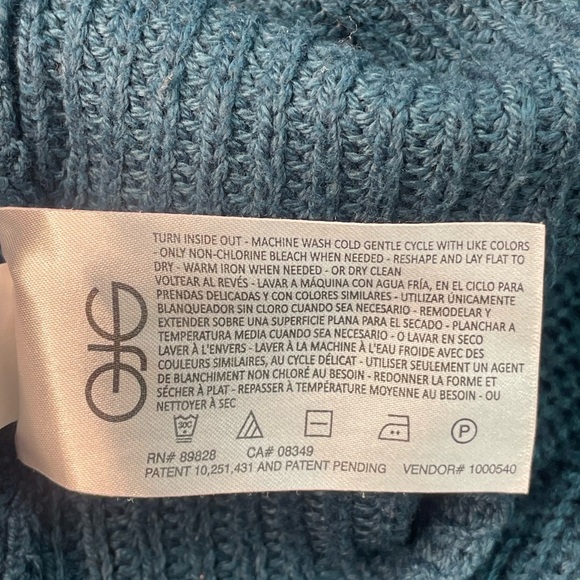 TURN INSIDE OUT - MACHINE WASH COLD GENTLE CYCLE WITH LIKE COLORS
- ONLY NON-CHLORINE BLEACH WHEN NEEDED - RESHAPE AND LAY FLAT TO
DRY - WARM IRON WHEN NEEDED - OR DRY CLEAN
VOLTEAR AL REVÉS - LAVAR A MÁQUINA CON AGUA FRÍA, EN EL CICLO PARA
PRENDAS DELICADAS Y CON COLORES SIMILARES - UTILIZAR ÚNICAMENTE
BLANQUEADOR SIN CLORO CUANDO SEA NECESARIO - REMODELAR Y
EXTENDER SOBRE UNA SUPERFICIE PLANA PARA EL SECADO - PLANCHAR A
TEMPERATURA MEDIA CUANDO SEA NECESARIO - O LAVAR EN SECO
LAVER À L'ENVERS - LAVER À LA MACHINE À L'EAU FROIDE AVEC DES
COULEURS SIMILAIRES, AU CYCLE DÉLICAT - UTILISER SEULEMENT UN AGENT
DE BLANCHIMENT NON CHLORÉ AU BESOIN - REDONNER LA FORME ET
SÉCHER À PLAT - REPASSER À TEMPÉRATURE MOYENNE AU BESOIN - OU
NETTOYER À SEC
30C P
RN# 89828 CA# 08349
PATENT 10,251,431 AND PATENT PENDING VENDOR# 1000540